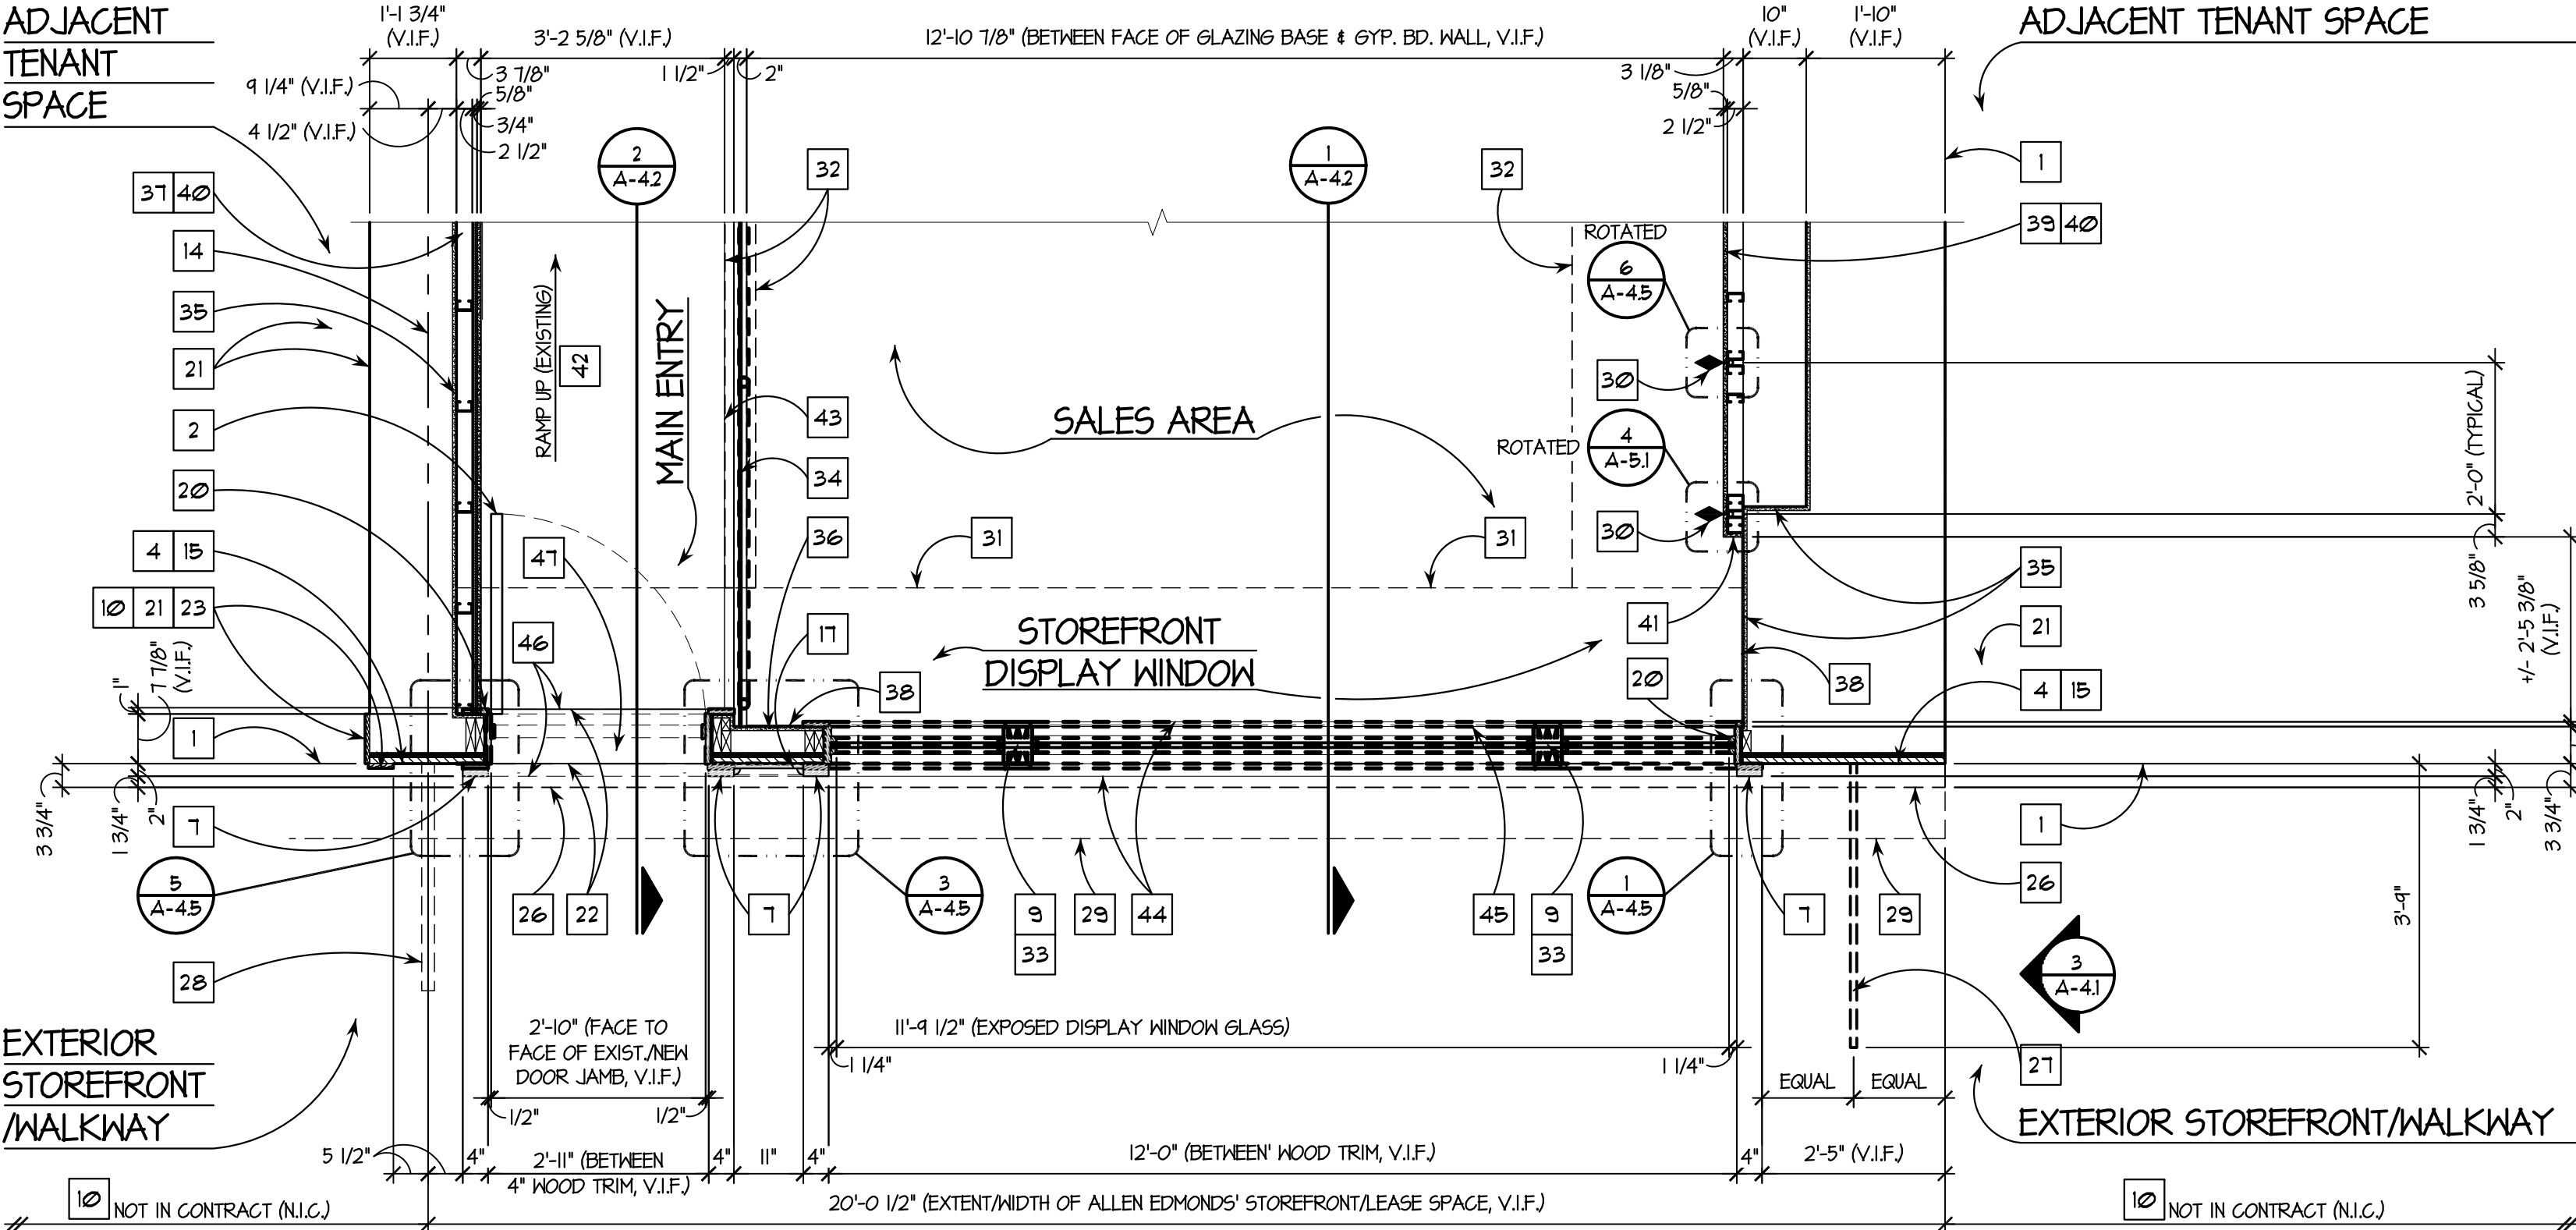 ADJACENT
TENANT
SPACE
1'-1 3/4"
(V.I.F.)
3'-2 5/8" (V.I.F.)
12'-10 7/8" (BETWEEN FACE OF GLAZING BASE & GYP. BD. WALL, V.I.F.)
10"
(V.I.F.)
1'-10"
(V.I.F.)
ADJACENT TENANT SPACE
9 1/4" (V.I.F.)
3 7/8"
5/8"
1 1/2"
2"
3 1/8"
5/8"
4 1/2" (V.I.F.)
3/4"
2 1/2"
2 1/2"
2
A-4.2
1
A-4.2
32
32
1
37 40
39 40
14
ROTATED
6
A-4.5
35
21
RAMP UP (EXISTING)
42
MAIN ENTRY
30
2
43
SALES AREA
ROTATED
4
A-5.1
2'-0" (TYPICAL)
20
34
4 15
47
36
31
31
30
35
3 5/8"
10 21 23
+/- 2'-5 3/8"
(V.I.F.)
46
17
STOREFRONT
DISPLAY WINDOW
41
21
1"
7 7/8"
(V.I.F.)
38
20
38
4 15
1
3 3/4"
1 3/4"
2"
7
1
1 3/4"
2"
3 3/4"
5
A-4.5
26 22
7
3
A-4.5
9
33
29
44
45
9
33
1
A-4.5
7
29
26
3'-9"
28
3
A-4.1
EXTERIOR
STOREFRONT
/WALKWAY
2'-10" (FACE TO
FACE OF EXIST./NEW
DOOR JAMB, V.I.F.)
11'-9 1/2" (EXPOSED DISPLAY WINDOW GLASS)
1 1/4"
1 1/4"
27
EQUAL
EQUAL
1/2"
1/2"
EXTERIOR STOREFRONT/WALKWAY
5 1/2"
4"
2'-11" (BETWEEN
4" WOOD TRIM, V.I.F.)
4"
11"
4"
12'-0" (BETWEEN' WOOD TRIM, V.I.F.)
4"
2'-5" (V.I.F.)
10 NOT IN CONTRACT (N.I.C.)
20'-0 1/2" (EXTENT/WIDTH OF ALLEN EDMONDS' STOREFRONT/LEASE SPACE, V.I.F.)
10 NOT IN CONTRACT (N.I.C.)